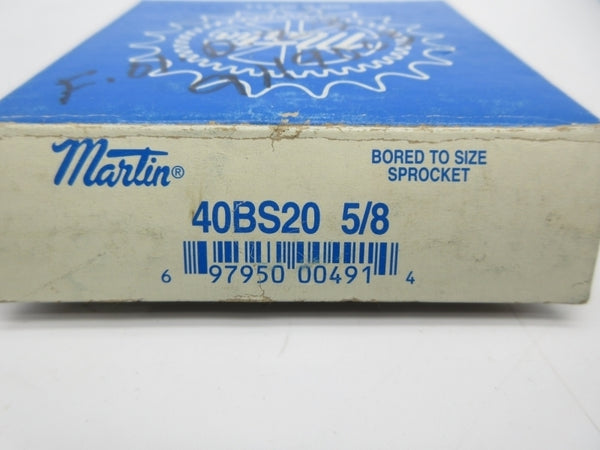 Martin®
BORED TO SIZE
SPROCKET
40BS20 5/8
6 97950 00491 4